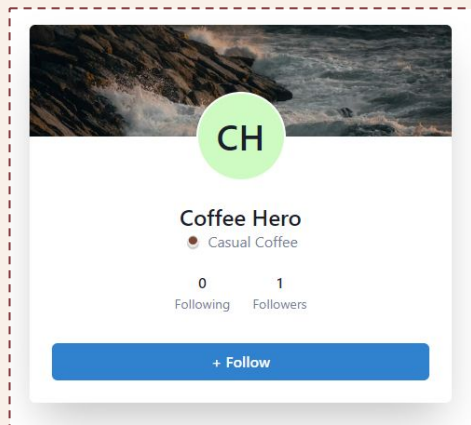 CH
Coffee Hero
Casual Coffee
0 1
Following Followers
+ Follow